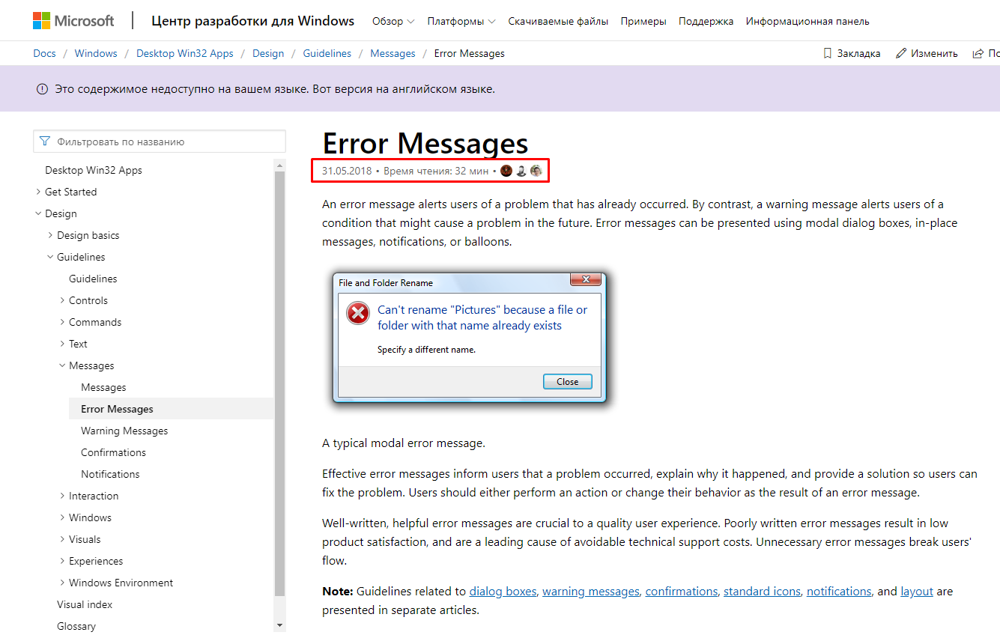 Microsoft | Центр разработки для Windows Обзор Платформы Скачиваемые файлы Примеры Поддержка Информационная панель
Docs / Windows / Desktop Win32 Apps / Design / Guidelines / Messages / Error Messages Закладка Изменить По
Это содержимое недоступно на вашем языке. Вот версия на английском языке.
Фильтровать по названию
Desktop Win32 Apps
Get Started
Design
Design basics
Guidelines
Guidelines
Controls
Commands
Text
Messages
Messages
Error Messages
Warning Messages
Confirmations
Notifications
Interaction
Windows
Visuals
Experiences
Windows Environment
Visual index
Glossary
Error Messages
31.05.2018 • Время чтения: 32 мин •
An error message alerts users of a problem that has already occurred. By contrast, a warning message alerts users of a
condition that might cause a problem in the future. Error messages can be presented using modal dialog boxes, in-place
messages, notifications, or balloons.
File and Folder Rename
Can't rename "Pictures" because a file or
folder with that name already exists
Specify a different name.
Close
A typical modal error message.
Effective error messages inform users that a problem occurred, explain why it happened, and provide a solution so users can
fix the problem. Users should either perform an action or change their behavior as the result of an error message.
Well-written, helpful error messages are crucial to a quality user experience. Poorly written error messages result in low
product satisfaction, and are a leading cause of avoidable technical support costs. Unnecessary error messages break users'
flow.
Note: Guidelines related to dialog boxes, warning messages, confirmations, standard icons, notifications, and layout are
presented in separate articles.